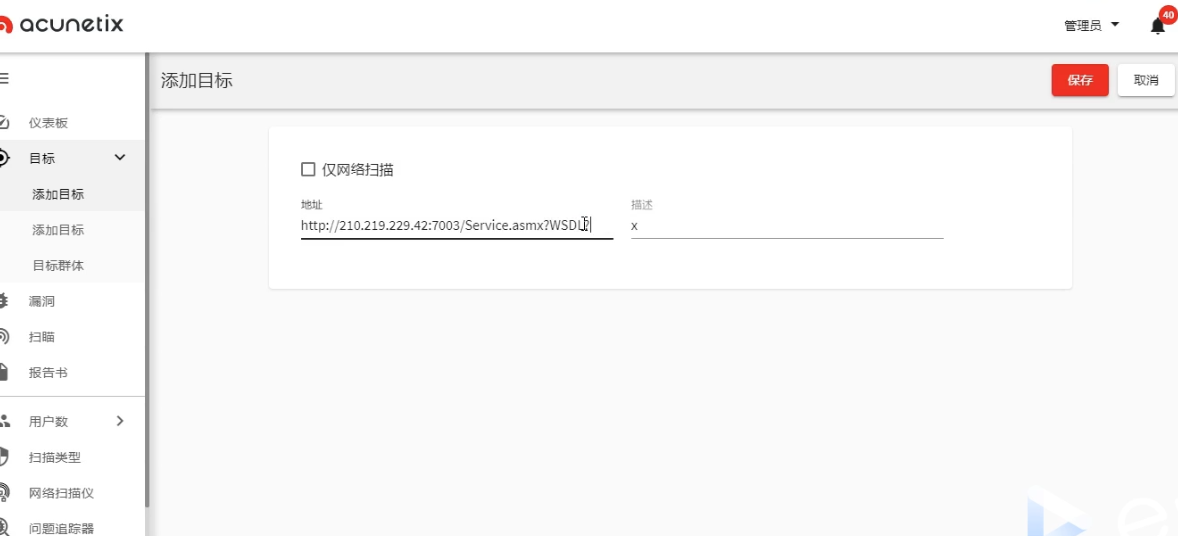 acunetix
管理员
40
添加目标
保存
取消
仪表板
目标
添加目标
添加目标
目标群体
漏洞
扫瞄
报告书
用户数
扫描类型
网络扫描仪
问题追踪器
仅网络扫描
地址
描述
http://210.219.229.42:7003/Service.asmx?WSDL
x